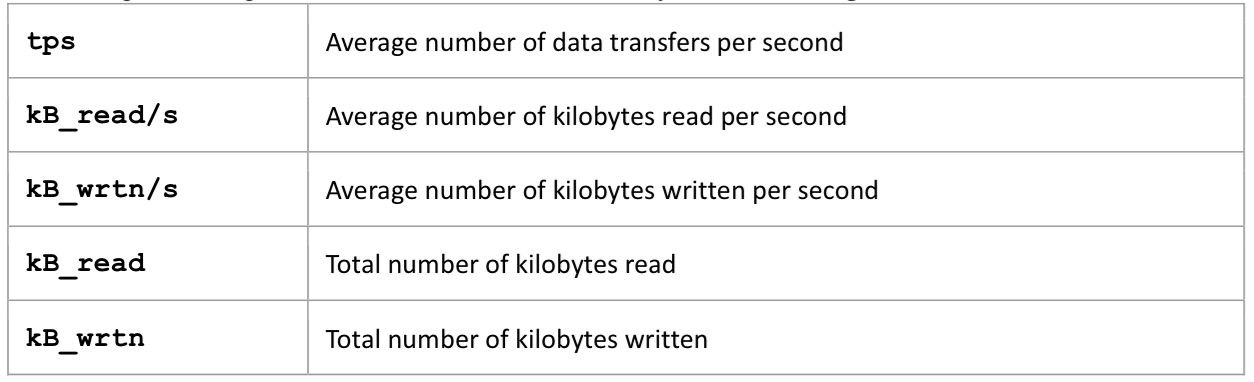 tps Average number of data transfers per second
kB_read/s Average number of kilobytes read per second
kB_wrtn/s Average number of kilobytes written per second
kB_read Total number of kilobytes read
kB_wrtn Total number of kilobytes written